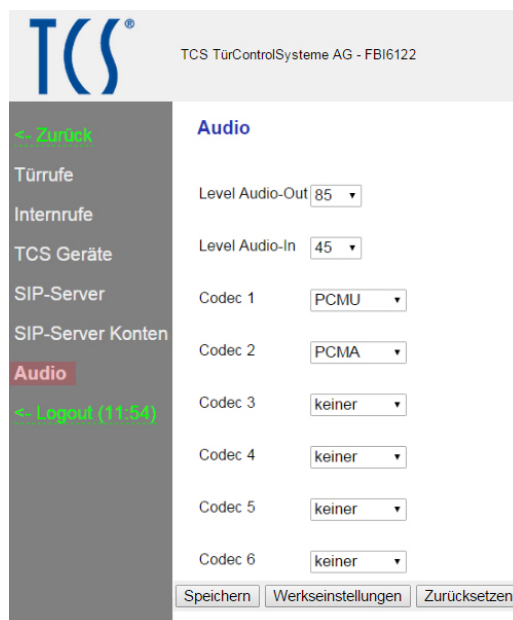 TCS®
TCS TürControlSysteme AG - FBI6122
<- Zurück
Türrufe
Internrufe
TCS Geräte
SIP-Server
SIP-Server Konten
Audio
<- Logout (11:54)
Audio
Level Audio-Out 85
Level Audio-In 45
Codec 1 PCMU
Codec 2 PCMA
Codec 3 keiner
Codec 4 keiner
Codec 5 keiner
Codec 6 keiner
Speichern Werkseinstellungen Zurücksetzen